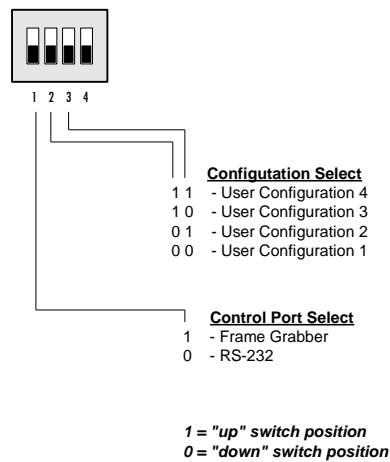 1 2 3 4
Configutation Select
1 1 - User Configuration 4
1 0 - User Configuration 3
0 1 - User Configuration 2
0 0 - User Configuration 1
Control Port Select
1 - Frame Grabber
0 - RS-232
1 = "up" switch position
0 = "down" switch position